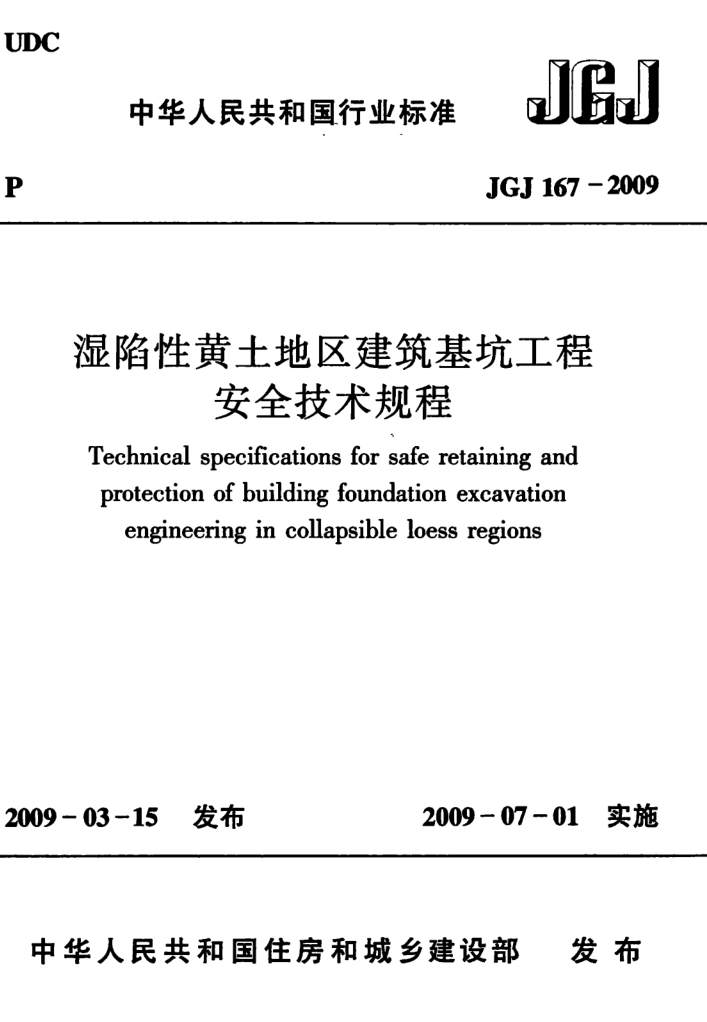 UDC
JGJ
中华人民共和国行业标准
P
JGJ 167-2009
湿陷性黄土地区建筑基坑工程
安全技术规程
Technical specifications for safe retaining and
protection of building foundation excavation
engineering in collapsible loess regions
2009-03-15 发布
2009-07-01 实施
中华人民共和国住房和城乡建设部 发布